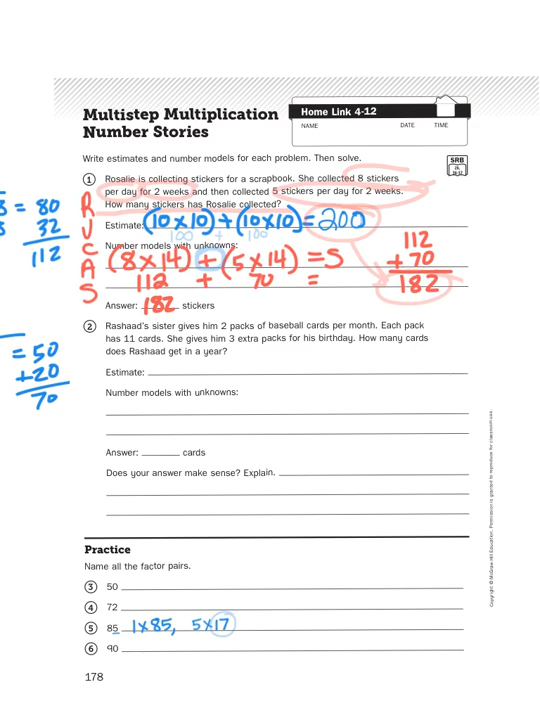 Multistep Multiplication
Number Stories
Home Link 4-12
NAME DATE TIME
SRB
Write estimates and number models for each problem. Then solve.
1 Rosalie is collecting stickers for a scrapbook. She collected 8 stickers
per day for 2 weeks and then collected 5 stickers per day for 2 weeks.
How many stickers has Rosalie collected?
Estimate: (10×10)+(10×10)=200
100 + 100
Number models with unknowns:
(8×14)+(5×14)=S
112 + 70 =
Answer: 182 stickers
R
U
C
A
S
= 80
32
112
112
+ 70
182
2 Rashaad's sister gives him 2 packs of baseball cards per month. Each pack
has 11 cards. She gives him 3 extra packs for his birthday. How many cards
does Rashaad get in a year?
= 50
+20
70
Estimate:
Number models with unknowns:
Answer: cards
Does your answer make sense? Explain.
Practice
Name all the factor pairs.
3 50
4 72
5 85 1×85, 5×17
6 90
178
Copyright © McGraw-Hill Education. Permission is granted to reproduce for classroom use.